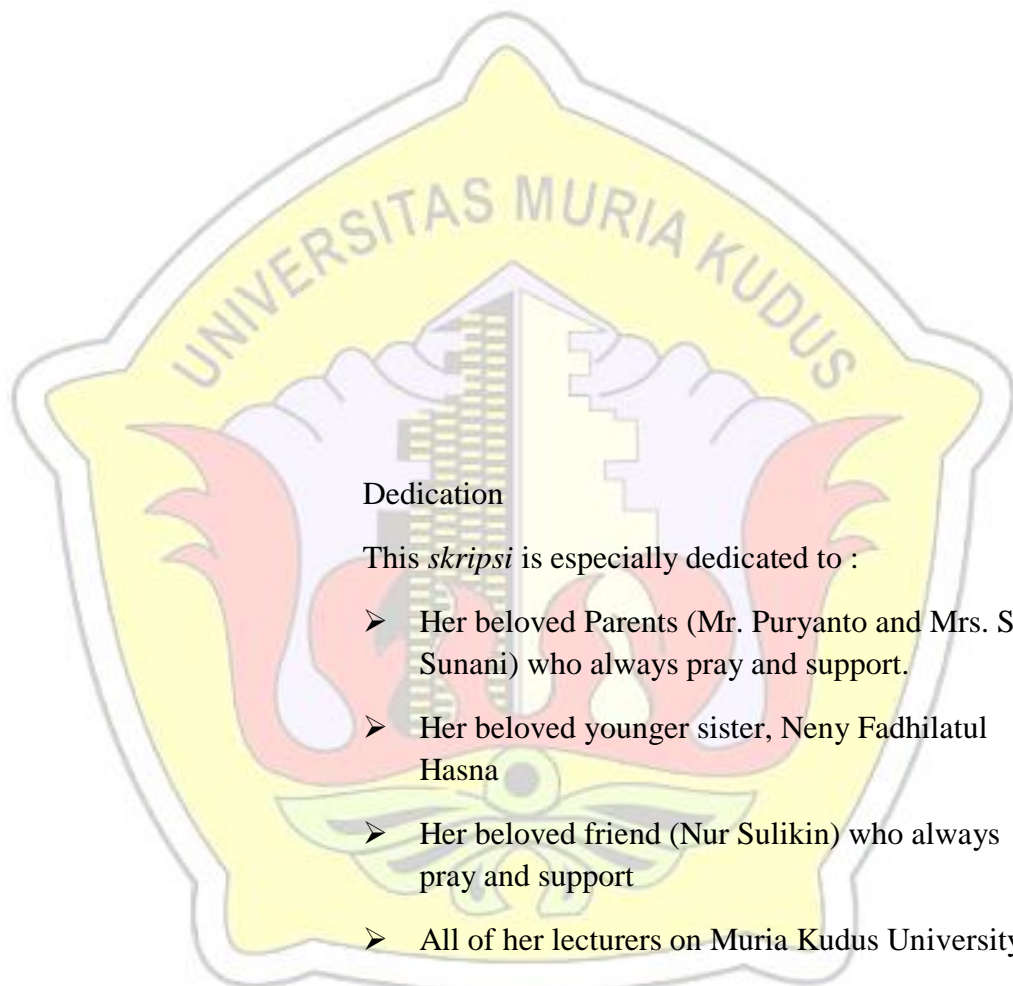 UNIVERSITAS MURIA KUDUS
Dedication
This skripsi is especially dedicated to :
➤ Her beloved Parents (Mr. Puryanto and Mrs. S
Sunani) who always pray and support.
➤ Her beloved younger sister, Neny Fadhilatul
Hasna
➤ Her beloved friend (Nur Sulikin) who always
pray and support
➤ All of her lecturers on Muria Kudus University